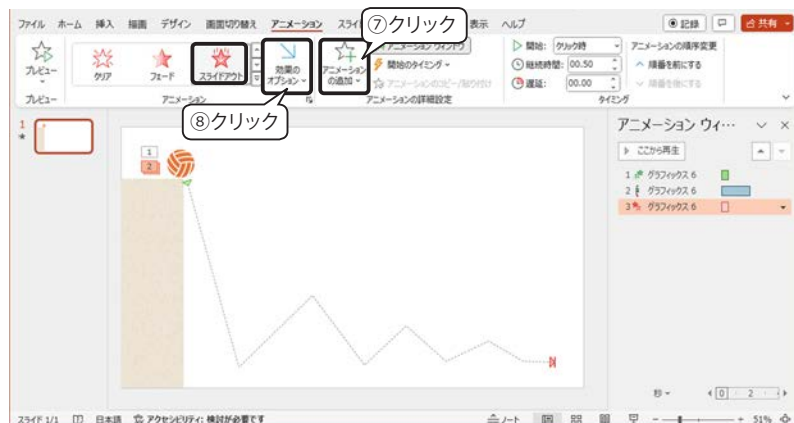 ファイル ホーム 挿入 描画 デザイン 画面切り替え アニメーション スライ 表示 ヘルプ 記録 共有
⑦クリック
プレビュー クリア フェード スライドアウト 効果のオプション アニメーションの追加
アニメーション ウィンドウ
開始のタイミング
アニメーションのコピー/貼り付け
開始: クリック時
継続時間: 00.50
遅延: 00.00
アニメーションの順序変更
順番を前にする
順番を後にする
プレビュー アニメーション アニメーションの詳細設定 タイミング
⑧クリック
1
1
2
アニメーション ウィ…
ここから再生
1 グラフィックス 6
2 グラフィックス 6
3 グラフィックス 6
秒 0 2
スライド 1/1 日本語 アクセシビリティ: 検討が必要です ノート 51%